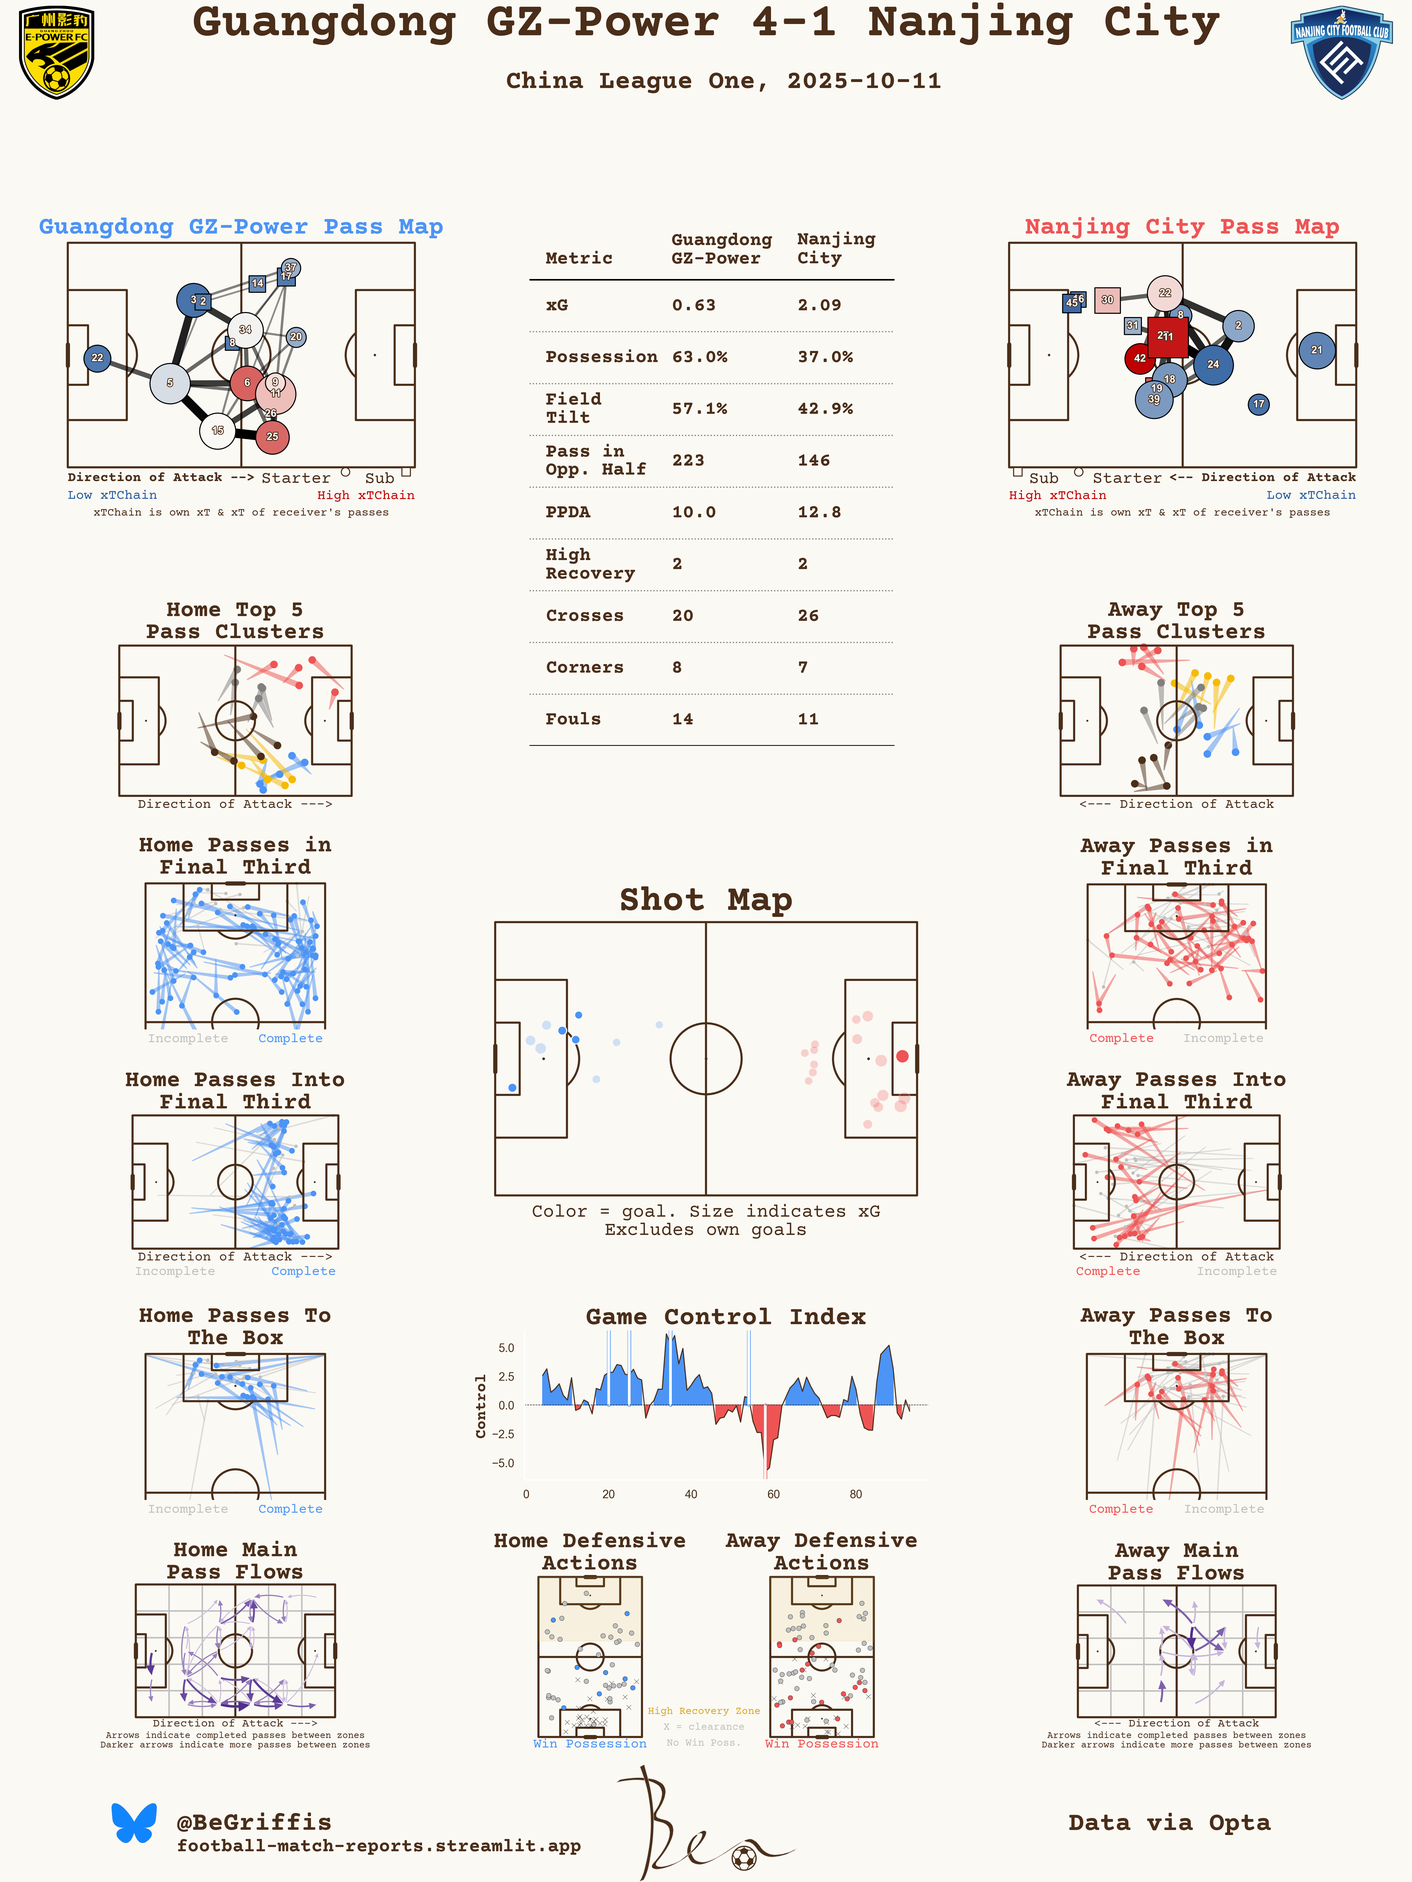 Guangdong GZ-Power 4-1 Nanjing City
China League One, 2025-10-11
广州影豹
GUANGZHOU
E-POWER FC
NANJING CITY FOOTBALL CLUB
Guangdong GZ-Power Pass Map
37
17
14
3
2
34
20
8
22
5
6
9
11
26
15
25
Direction of Attack --> Starter Sub
Low xTChain High xTChain
xTChain is own xT & xT of receiver's passes
Metric Guangdong GZ-Power Nanjing City
xG 0.63 2.09
Possession 63.0% 37.0%
Field Tilt 57.1% 42.9%
Pass in Opp. Half 223 146
PPDA 10.0 12.8
High Recovery 2 2
Crosses 20 26
Corners 8 7
Fouls 14 11
Nanjing City Pass Map
22
45
30
8
31
2
11
21
42
24
18
19
39
17
Sub Starter <-- Direction of Attack
High xTChain Low xTChain
xTChain is own xT & xT of receiver's passes
Home Top 5
Pass Clusters
Direction of Attack --->
Away Top 5
Pass Clusters
<--- Direction of Attack
Home Passes in
Final Third
Incomplete Complete
Away Passes in
Final Third
Complete Incomplete
Shot Map
Color = goal. Size indicates xG
Excludes own goals
Home Passes Into
Final Third
Direction of Attack --->
Incomplete Complete
Away Passes Into
Final Third
<--- Direction of Attack
Complete Incomplete
Home Passes To
The Box
Incomplete Complete
Game Control Index
Control
5.0
2.5
0.0
−2.5
−5.0
0 20 40 60 80
Away Passes To
The Box
Complete Incomplete
Home Main
Pass Flows
Direction of Attack --->
Arrows indicate completed passes between zones
Darker arrows indicate more passes between zones
Home Defensive
Actions
Win Possession
High Recovery Zone
X = clearance
No Win Poss.
Away Defensive
Actions
Win Possession
Away Main
Pass Flows
<--- Direction of Attack
Arrows indicate completed passes between zones
Darker arrows indicate more passes between zones
@BeGriffis
football-match-reports.streamlit.app
Ben
Data via Opta